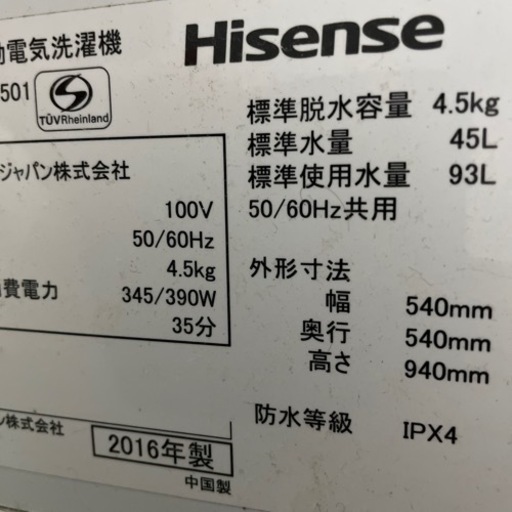 動電気洗濯機
Hisense
501
TÜVRheinland
ジャパン株式会社
100V
50/60Hz
4.5kg
消費電力 345/390W
35分
ン株式会社
2016年製
中国製
標準脱水容量 4.5kg
標準水量 45L
標準使用水量 93L
50/60Hz共用
外形寸法
幅 540mm
奥行 540mm
高さ 940mm
防水等級 IPX4